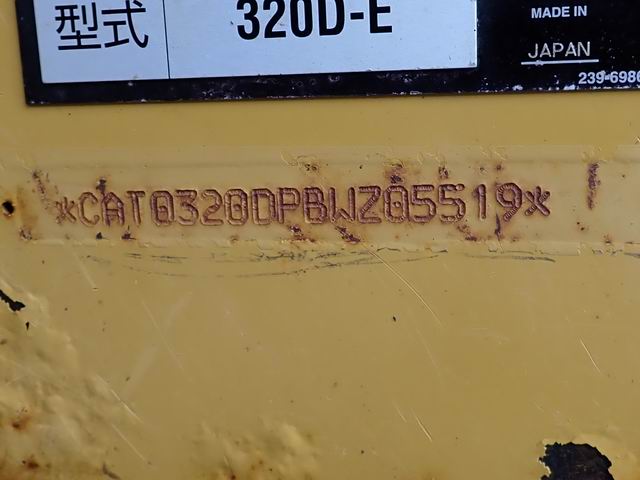 型式 320D-E
MADE IN
JAPAN
239-6986
*CAT0320DPBWZ05519*